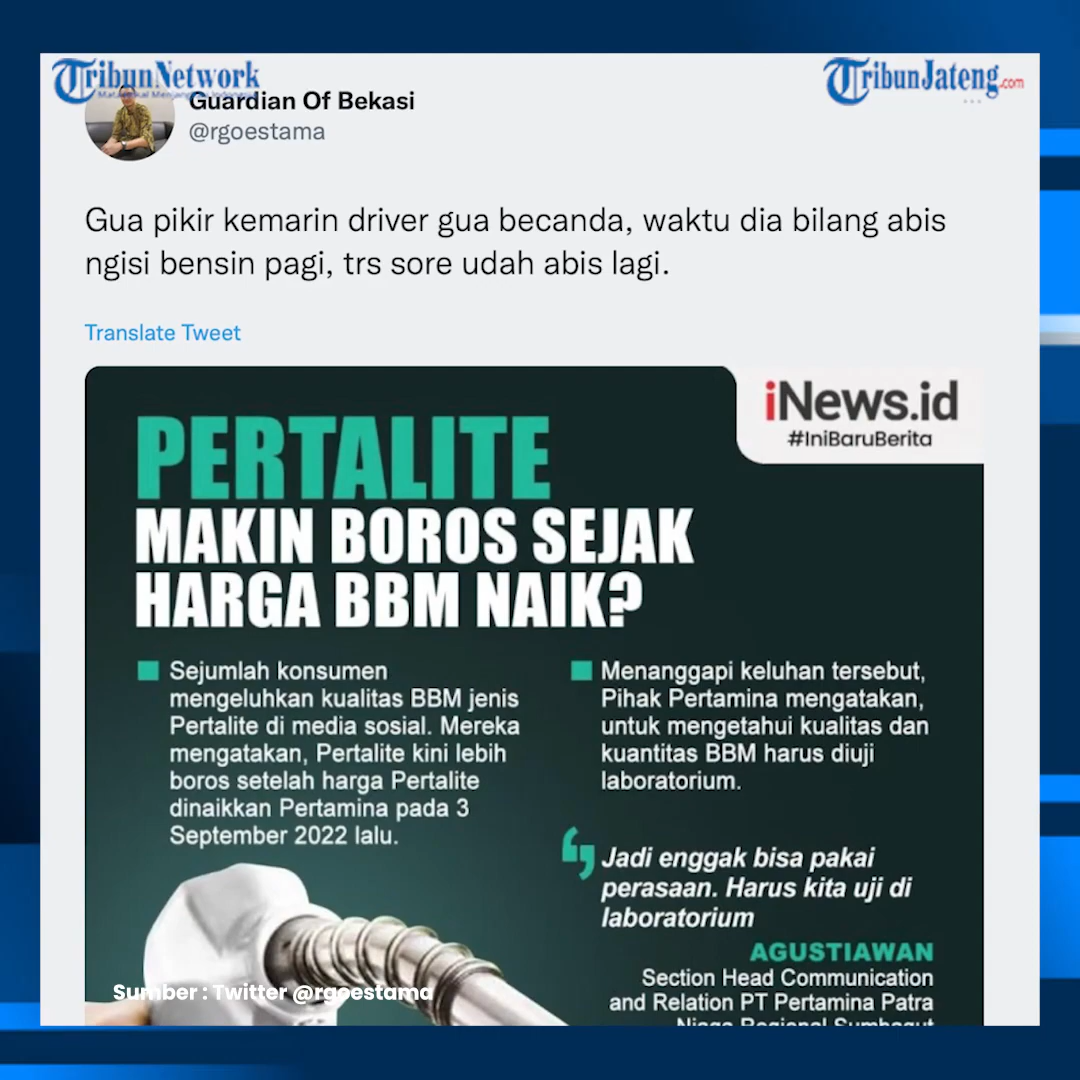 TribunNetwork
TribunJateng.com
Guardian Of Bekasi
@rgoestama
Gua pikir kemarin driver gua becanda, waktu dia bilang abis
ngisi bensin pagi, trs sore udah abis lagi.
Translate Tweet
iNews.id
#IniBaruBerita
PERTALITE
MAKIN BOROS SEJAK
HARGA BBM NAIK?
Sejumlah konsumen
mengeluhkan kualitas BBM jenis
Pertalite di media sosial. Mereka
mengatakan, Pertalite kini lebih
boros setelah harga Pertalite
dinaikkan Pertamina pada 3
September 2022 lalu.
Menanggapi keluhan tersebut,
Pihak Pertamina mengatakan,
untuk mengetahui kualitas dan
kuantitas BBM harus diuji
laboratorium.
Jadi enggak bisa pakai
perasaan. Harus kita uji di
laboratorium
AGUSTIAWAN
Section Head Communication
and Relation PT Pertamina Patra
Niaga Regional Sumbagut
Sumber : Twitter @rgoestama